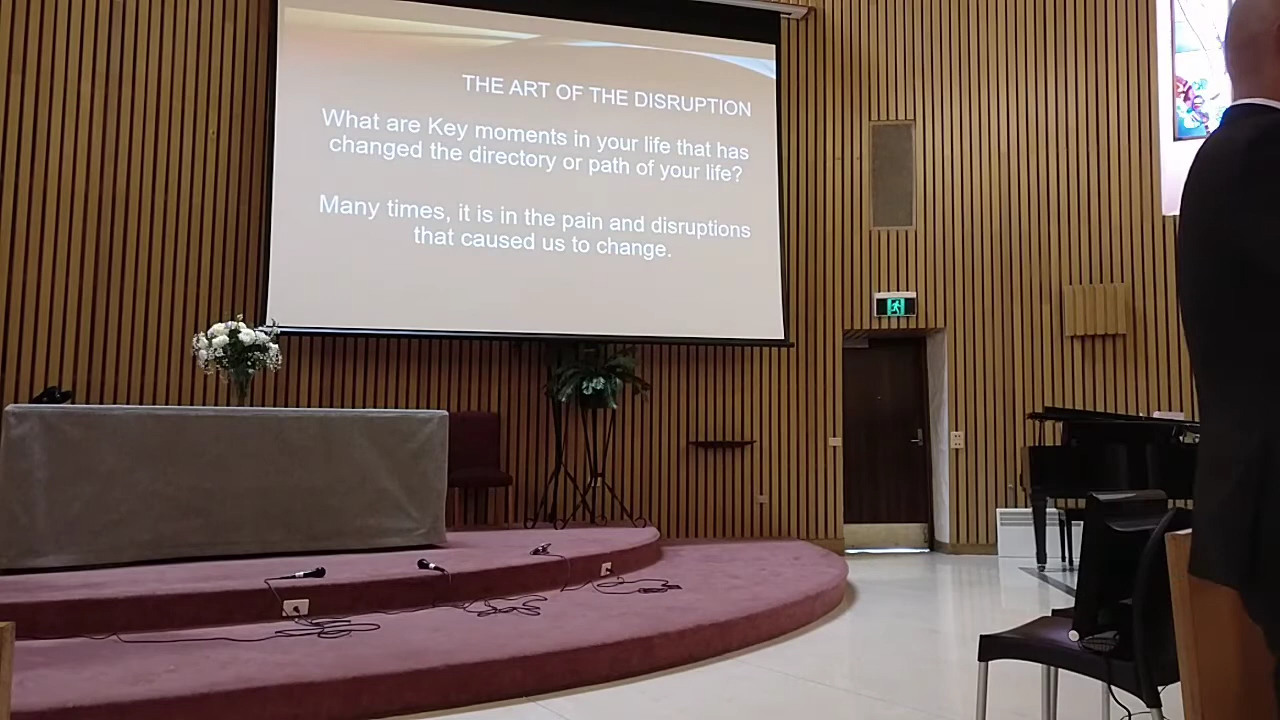 THE ART OF THE DISRUPTION
What are Key moments in your life that has
changed the directory or path of your life?
Many times, it is in the pain and disruptions
that caused us to change.